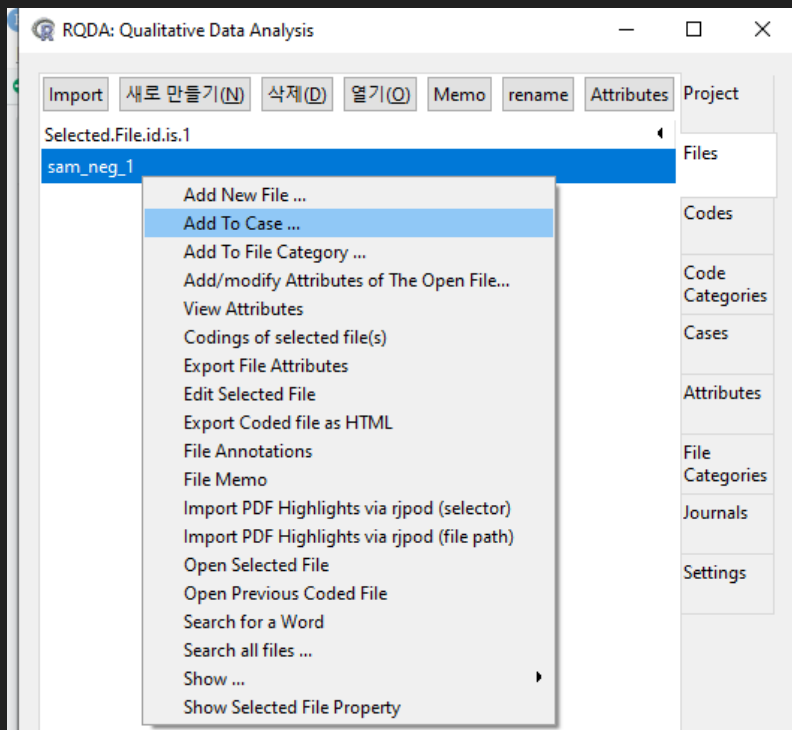 RQDA: Qualitative Data Analysis
Import 새로 만들기(N) 삭제(D) 열기(O) Memo rename Attributes
Selected.File.id.is.1
sam_neg_1
Add New File ...
Add To Case ...
Add To File Category ...
Add/modify Attributes of The Open File...
View Attributes
Codings of selected file(s)
Export File Attributes
Edit Selected File
Export Coded file as HTML
File Annotations
File Memo
Import PDF Highlights via rjpod (selector)
Import PDF Highlights via rjpod (file path)
Open Selected File
Open Previous Coded File
Search for a Word
Search all files ...
Show ...
Show Selected File Property
Project
Files
Codes
Code
Categories
Cases
Attributes
File
Categories
Journals
Settings